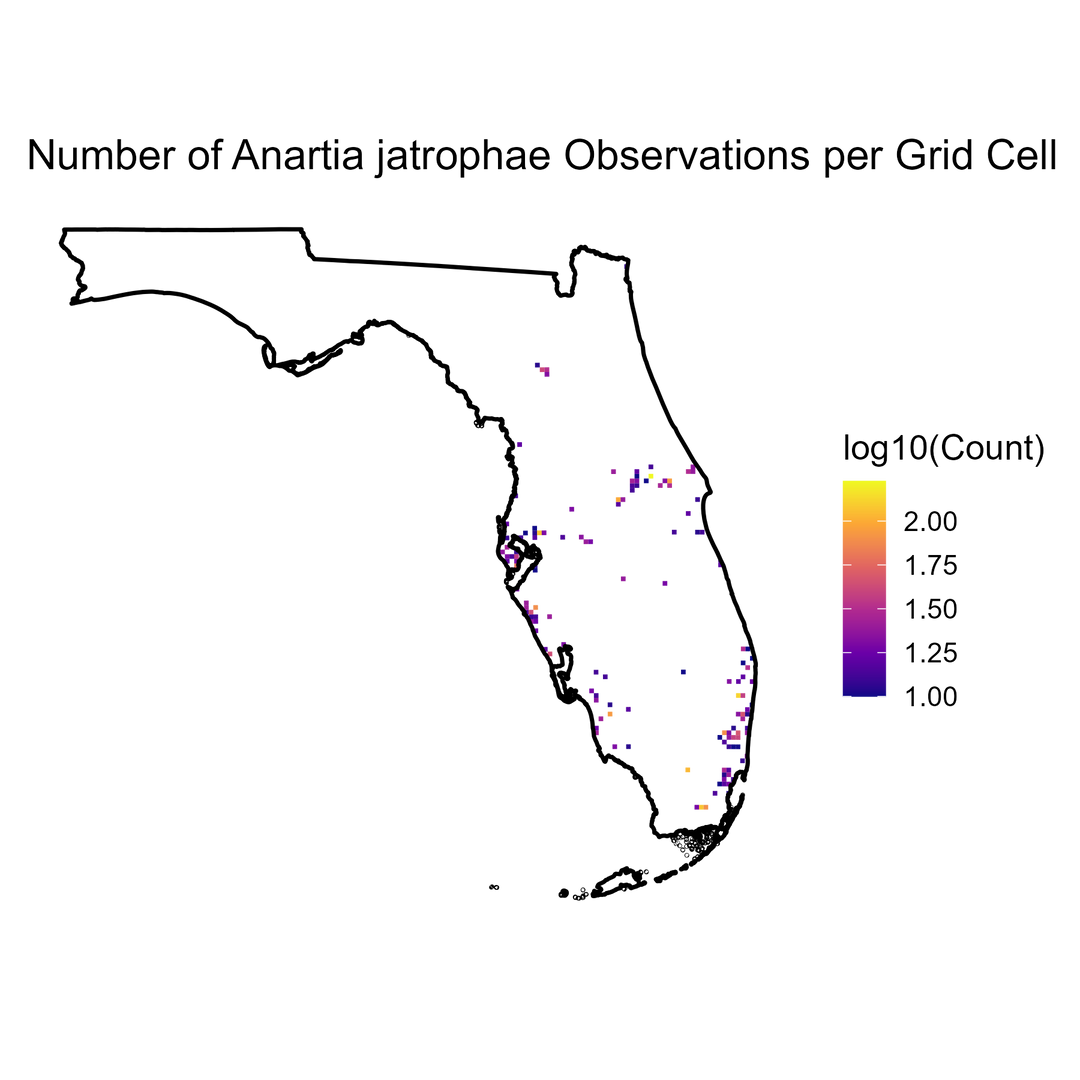 Number of Anartia jatrophae Observations per Grid Cell
log10(Count)
2.00
1.75
1.50
1.25
1.00